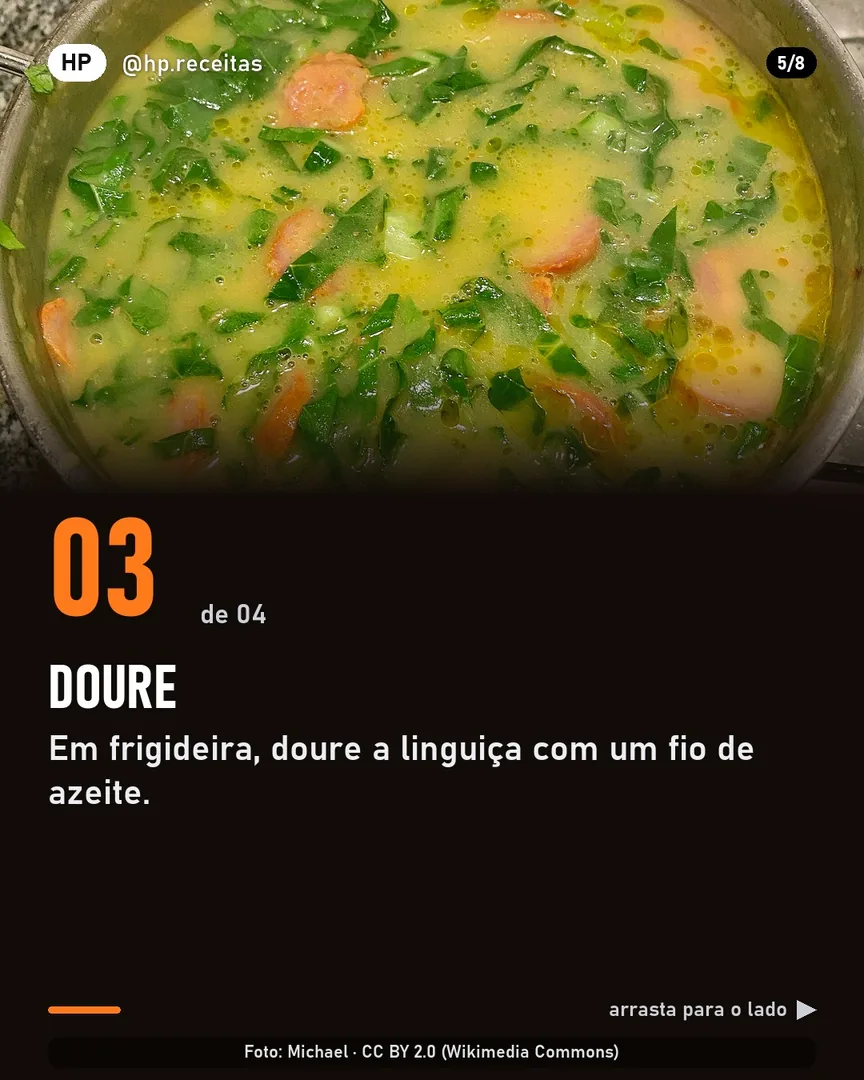 HP @hp.receitas 5/8
03 de 04
DOURE
Em frigideira, doure a linguiça com um fio de
azeite.
arrasta para o lado ▶
Foto: Michael · CC BY 2.0 (Wikimedia Commons)